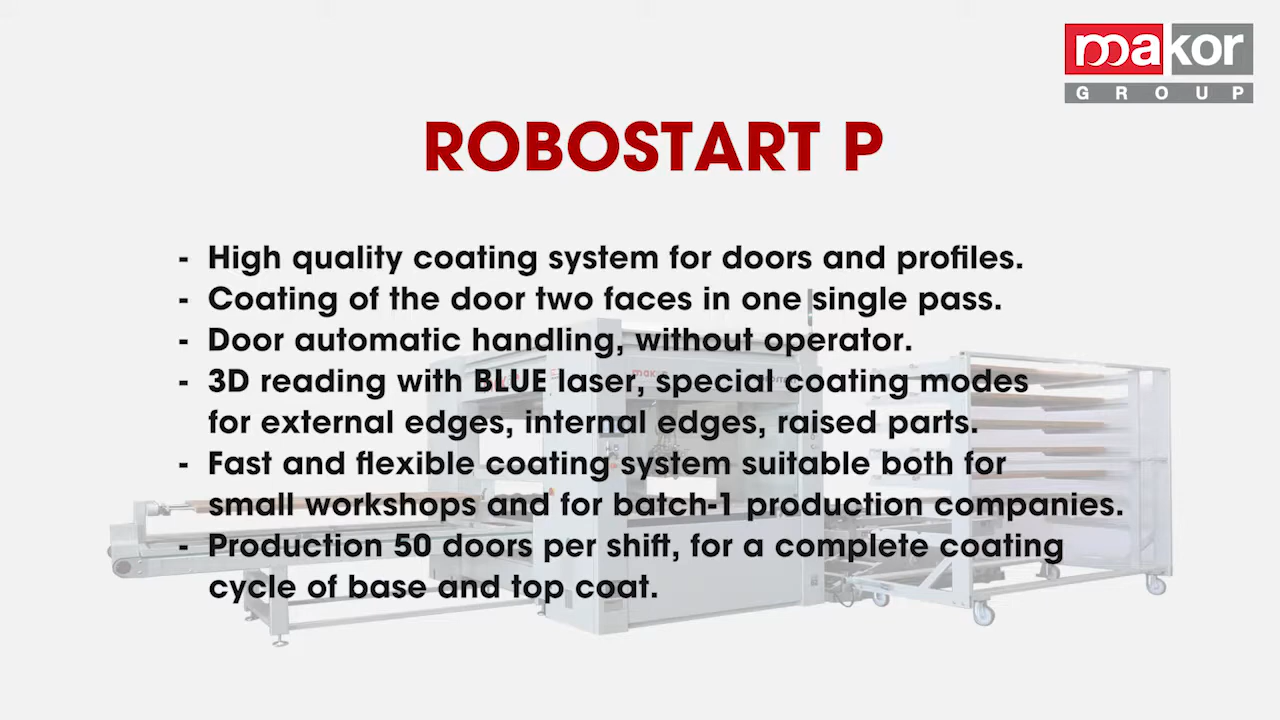 makor
GROUP
ROBOSTART P
- High quality coating system for doors and profiles.
- Coating of the door two faces in one single pass.
- Door automatic handling, without operator.
- 3D reading with BLUE laser, special coating modes
for external edges, internal edges, raised parts.
- Fast and flexible coating system suitable both for
small workshops and for batch-1 production companies.
- Production 50 doors per shift, for a complete coating
cycle of base and top coat.
makor